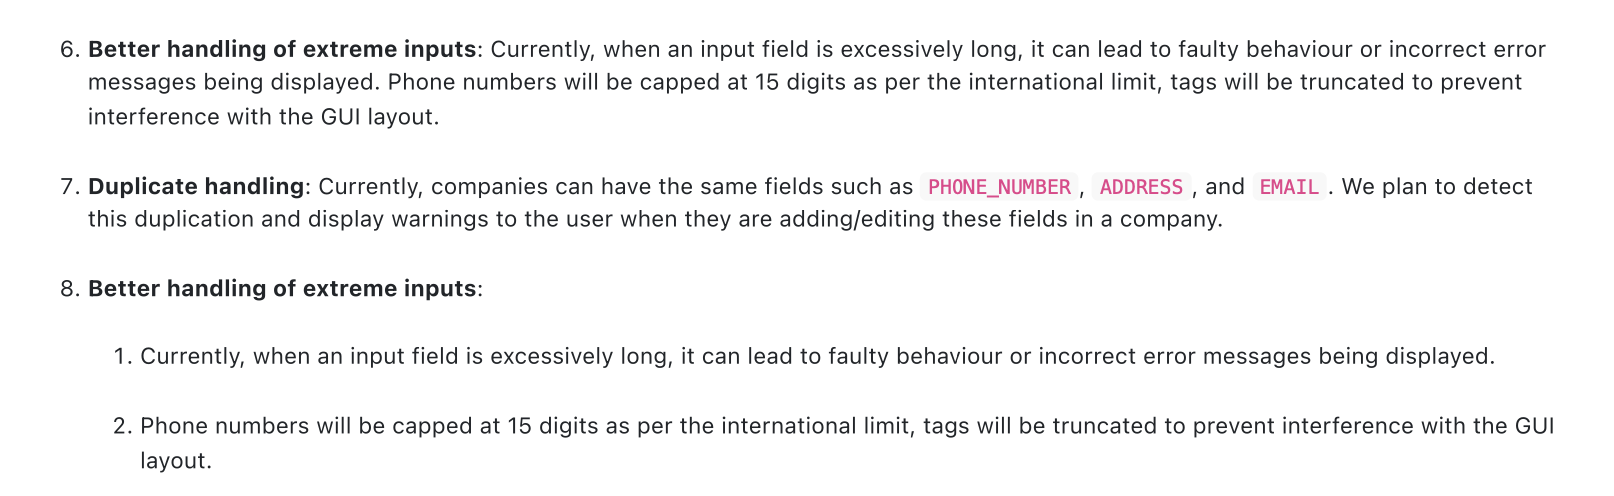 6. Better handling of extreme inputs: Currently, when an input field is excessively long, it can lead to faulty behaviour or incorrect error
messages being displayed. Phone numbers will be capped at 15 digits as per the international limit, tags will be truncated to prevent
interference with the GUI layout.
7. Duplicate handling: Currently, companies can have the same fields such as PHONE_NUMBER , ADDRESS , and EMAIL . We plan to detect
this duplication and display warnings to the user when they are adding/editing these fields in a company.
8. Better handling of extreme inputs:
1. Currently, when an input field is excessively long, it can lead to faulty behaviour or incorrect error messages being displayed.
2. Phone numbers will be capped at 15 digits as per the international limit, tags will be truncated to prevent interference with the GUI
layout.